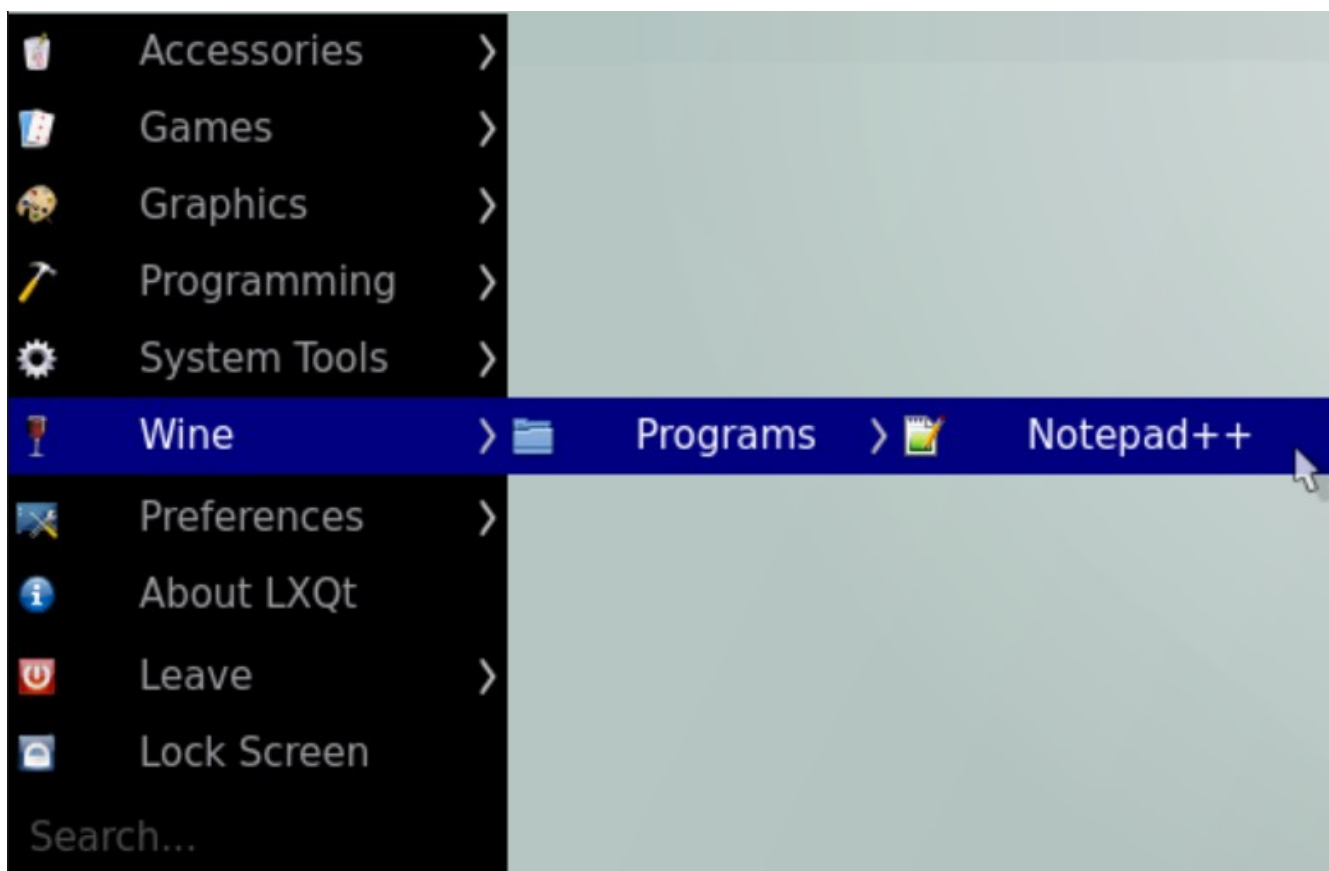 Accessories
Games
Graphics
Programming
System Tools
Wine Programs Notepad++
Preferences
About LXQt
Leave
Lock Screen
Search...